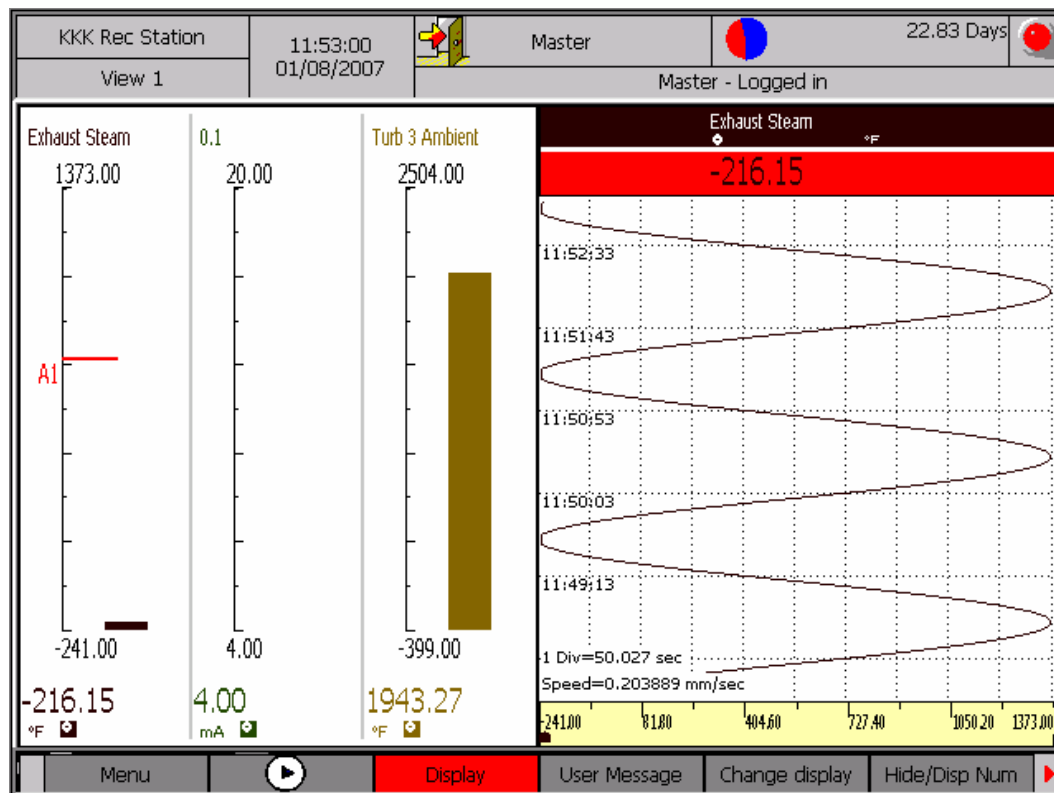 KKK Rec Station
View 1
11:53:00
01/08/2007
Master
22.83 Days
Master - Logged in
Exhaust Steam
1373.00
A1
-241.00
-216.15
°F
0.1
20.00
4.00
4.00
mA
Turb 3 Ambient
2504.00
-399.00
1943.27
°F
Exhaust Steam
°F
-216.15
11:52:33
11:51:43
11:50:53
11:50:03
11:49:13
1 Div=50.027 sec
Speed=0.203889 mm/sec
-241.00 81.80 404.60 727.40 1050.20 1373.00
Menu Display User Message Change display Hide/Disp Num